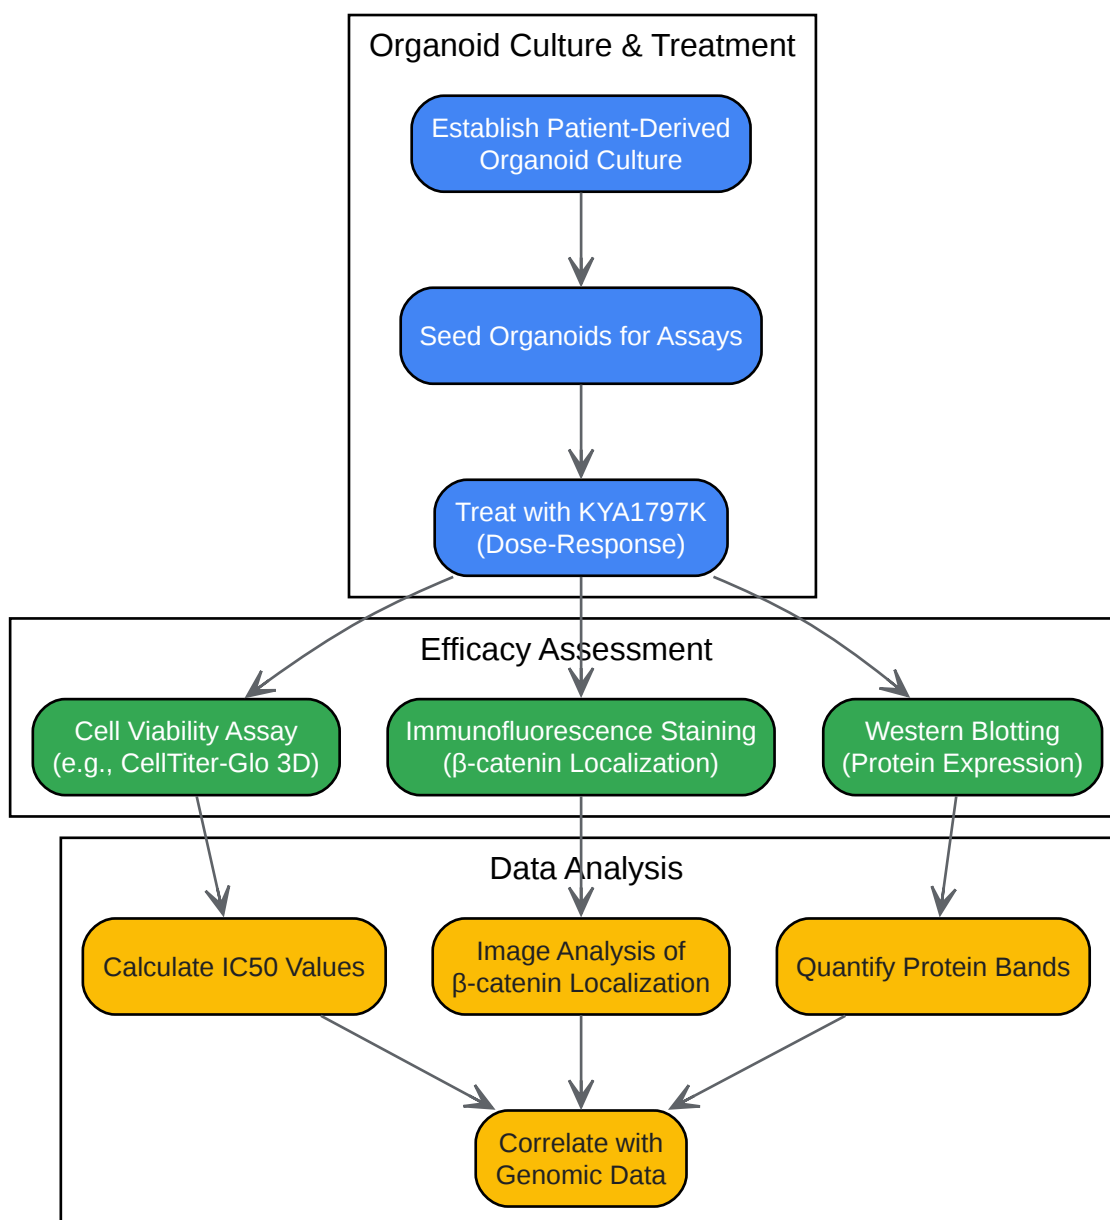 Organoid Culture & Treatment
Establish Patient-Derived
Organoid Culture
Seed Organoids for Assays
Treat with KYA1797K
(Dose-Response)
Efficacy Assessment
Cell Viability Assay
(e.g., CellTiter-Glo 3D)
Immunofluorescence Staining
(β-catenin Localization)
Western Blotting
(Protein Expression)
Data Analysis
Calculate IC50 Values
Image Analysis of
β-catenin Localization
Quantify Protein Bands
Correlate with
Genomic Data